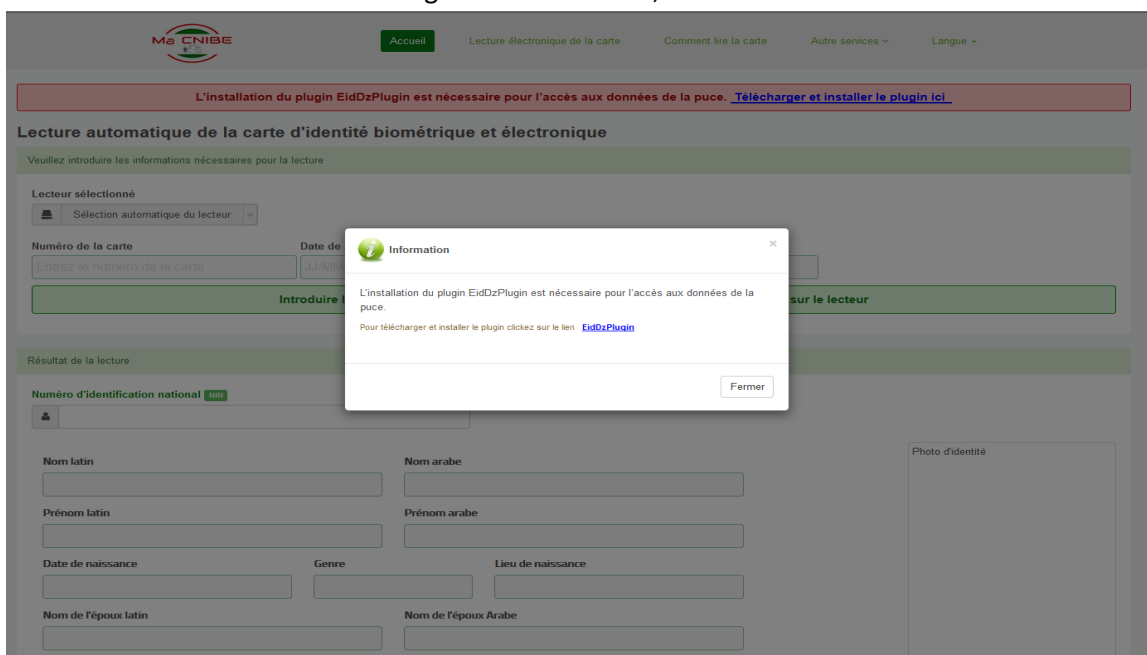 Ma CNIBE
Accueil
Lecture électronique de la carte
Comment lire la carte
Autre services
Langue
L'installation du plugin EidDzPlugin est nécessaire pour l'accès aux données de la puce. Télécharger et installer le plugin ici
Lecture automatique de la carte d'identité biométrique et électronique
Veuillez introduire les informations nécessaires pour la lecture
Lecteur sélectionné
Sélection automatique du lecteur
Numéro de la carte
Date de
Entrez le numéro de la carte
JJ/MM
Introduire
sur le lecteur
Information
×
L'installation du plugin EidDzPlugin est nécessaire pour l'accès aux données de la
puce.
Pour télécharger et installer le plugin clickez sur le lien EidDzPlugin
Fermer
Résultat de la lecture
Numéro d'identification national NIN
Photo d'identité
Nom latin
Nom arabe
Prénom latin
Prénom arabe
Date de naissance
Genre
Lieu de naissance
Nom de l'époux latin
Nom de l'époux Arabe